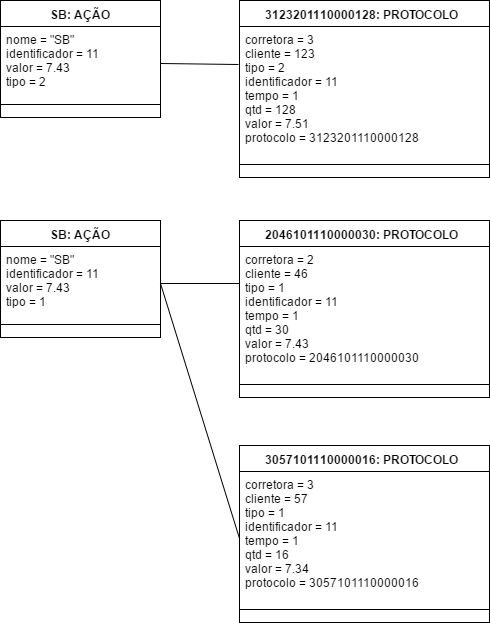 SB: AÇÃO
nome = "SB"
identificador = 11
valor = 7.43
tipo = 2
3123201110000128: PROTOCOLO
corretora = 3
cliente = 123
tipo = 2
identificador = 11
tempo = 1
qtd = 128
valor = 7.51
protocolo = 3123201110000128
SB: AÇÃO
nome = "SB"
identificador = 11
valor = 7.43
tipo = 1
2046101110000030: PROTOCOLO
corretora = 2
cliente = 46
tipo = 1
identificador = 11
tempo = 1
qtd = 30
valor = 7.43
protocolo = 2046101110000030
3057101110000016: PROTOCOLO
corretora = 3
cliente = 57
tipo = 1
identificador = 11
tempo = 1
qtd = 16
valor = 7.34
protocolo = 3057101110000016